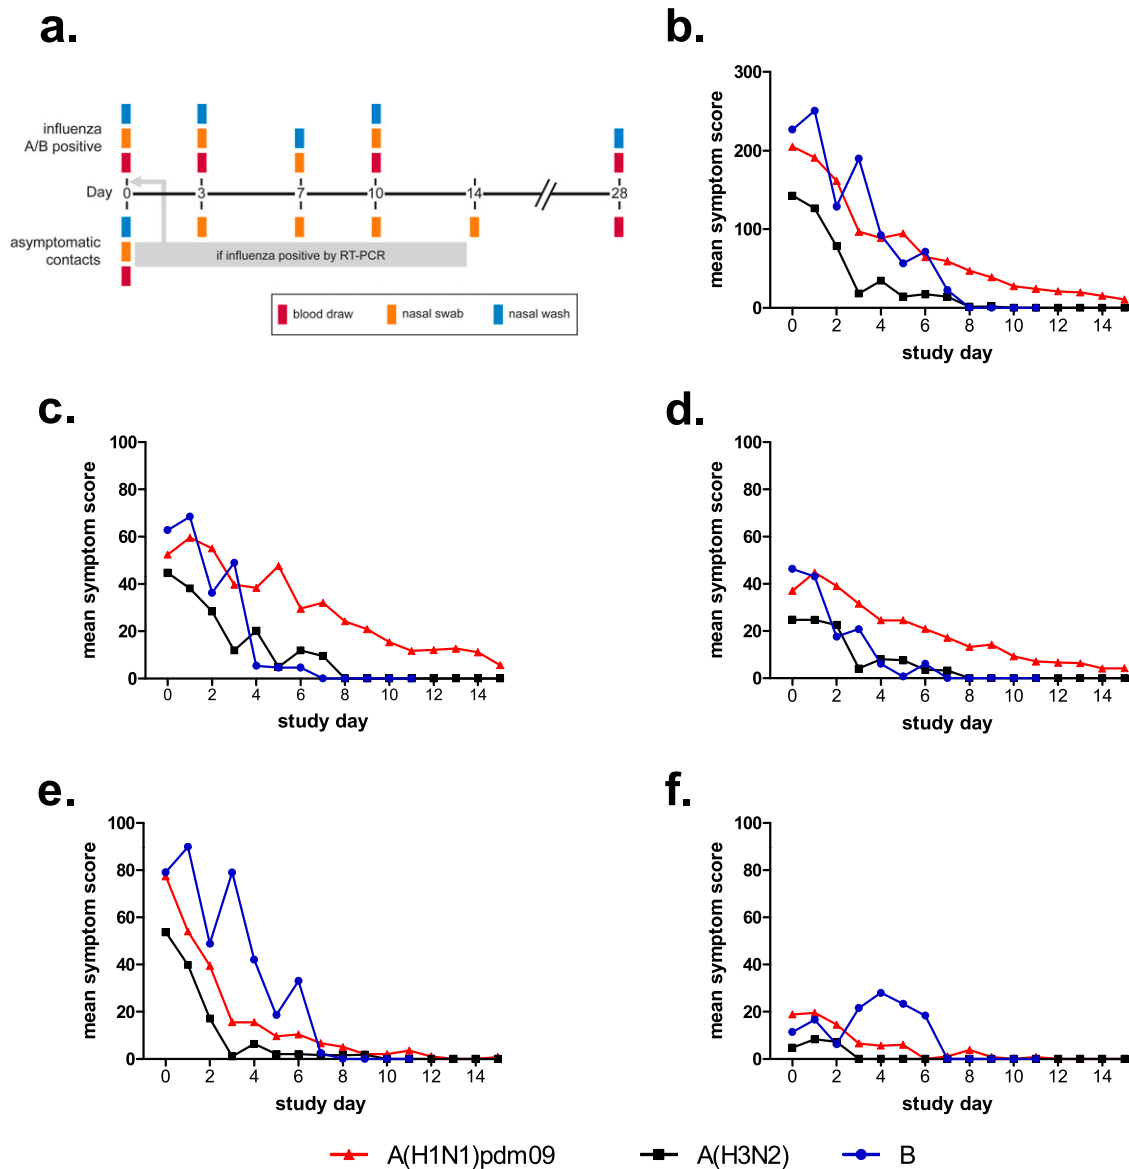 a.
influenza
A/B positive
Day 0 3 7 10 14 28
asymptomatic
contacts
if influenza positive by RT-PCR
blood draw nasal swab nasal wash
b.
mean symptom score
300
200
100
0
0 2 4 6 8 10 12 14
study day
c.
mean symptom score
100
80
60
40
20
0
0 2 4 6 8 10 12 14
study day
d.
mean symptom score
100
80
60
40
20
0
0 2 4 6 8 10 12 14
study day
e.
mean symptom score
100
80
60
40
20
0
0 2 4 6 8 10 12 14
study day
f.
mean symptom score
100
80
60
40
20
0
0 2 4 6 8 10 12 14
study day
A(H1N1)pdm09 A(H3N2) B